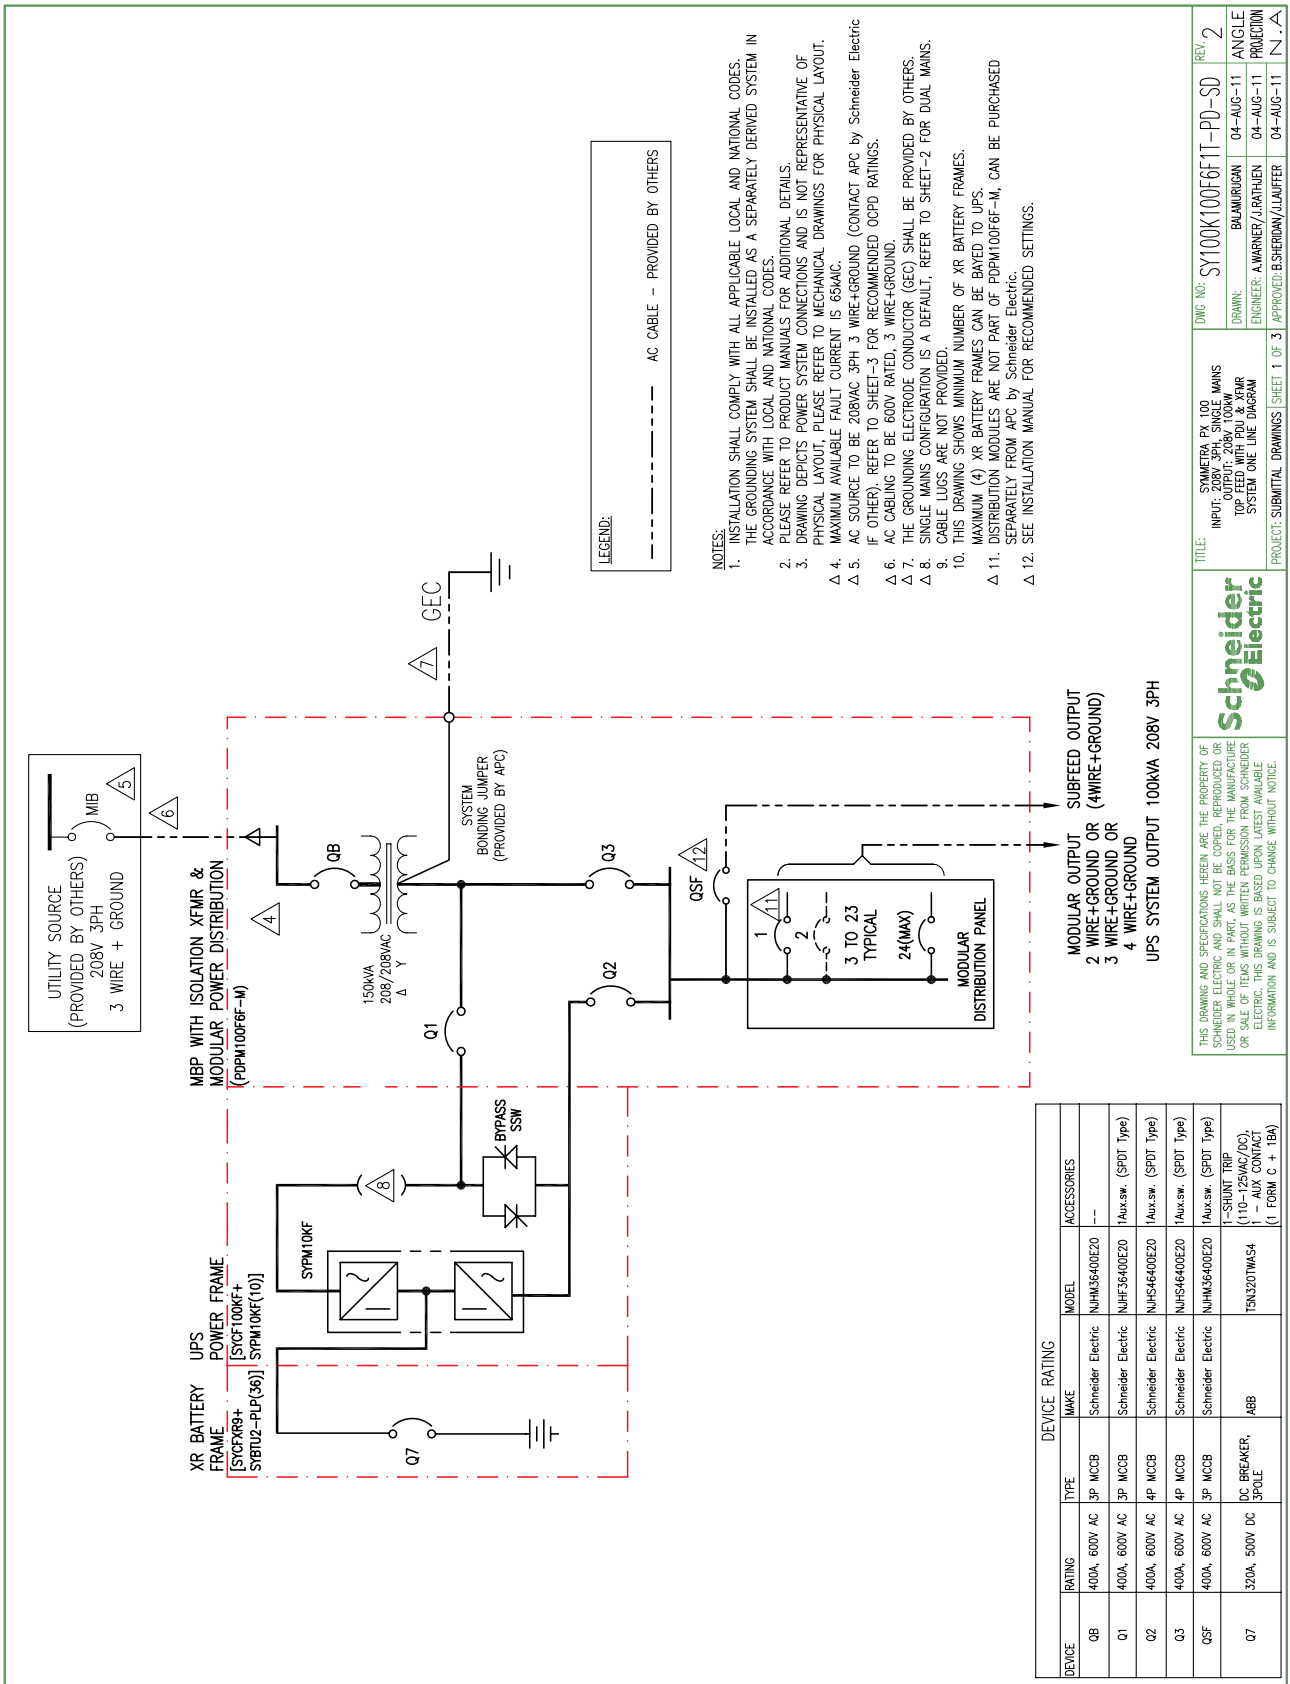 UTILITY SOURCE
(PROVIDED BY OTHERS)
208V 3PH
3 WIRE + GROUND
MIB
5
6
MBP WITH ISOLATION XFMR &
MODULAR POWER DISTRIBUTION
(PDPM100F6F-M)
4
QB
150kVA
208/208VAC
Δ Y
SYSTEM
BONDING JUMPER
(PROVIDED BY APC)
7
GEC
Q1
Q3
Q2
QSF
12
11
1
2
3 TO 23
TYPICAL
24(MAX)
MODULAR
DISTRIBUTION PANEL
SUBFEED OUTPUT
(4WIRE+GROUND)
MODULAR OUTPUT
2 WIRE+GROUND OR
3 WIRE+GROUND OR
4 WIRE+GROUND
UPS SYSTEM OUTPUT 100kVA 208V 3PH
UPS
POWER FRAME
[SYCF100KF+
SYPM10KF(10)]
SYPM10KF
8
BYPASS
SSW
XR BATTERY
FRAME
[SYCFXR9+
SYBTU2-PLP(36)]
Q7
LEGEND:
AC CABLE - PROVIDED BY OTHERS
NOTES:
1. INSTALLATION SHALL COMPLY WITH ALL APPLICABLE LOCAL AND NATIONAL CODES.
THE GROUNDING SYSTEM SHALL BE INSTALLED AS A SEPARATELY DERIVED SYSTEM IN
ACCORDANCE WITH LOCAL AND NATIONAL CODES.
2. PLEASE REFER TO PRODUCT MANUALS FOR ADDITIONAL DETAILS.
3. DRAWING DEPICTS POWER SYSTEM CONNECTIONS AND IS NOT REPRESENTATIVE OF
PHYSICAL LAYOUT, PLEASE REFER TO MECHANICAL DRAWINGS FOR PHYSICAL LAYOUT.
Δ 4. MAXIMUM AVAILABLE FAULT CURRENT IS 65kAIC.
Δ 5. AC SOURCE TO BE 208VAC 3PH 3 WIRE+GROUND (CONTACT APC by Schneider Electric
IF OTHER). REFER TO SHEET-3 FOR RECOMMENDED OCPD RATINGS.
Δ 6. AC CABLING TO BE 600V RATED, 3 WIRE+GROUND.
Δ 7. THE GROUNDING ELECTRODE CONDUCTOR (GEC) SHALL BE PROVIDED BY OTHERS.
Δ 8. SINGLE MAINS CONFIGURATION IS A DEFAULT, REFER TO SHEET-2 FOR DUAL MAINS.
9. CABLE LUGS ARE NOT PROVIDED.
10. THIS DRAWING SHOWS MINIMUM NUMBER OF XR BATTERY FRAMES.
MAXIMUM (4) XR BATTERY FRAMES CAN BE BAYED TO UPS.
Δ 11. DISTRIBUTION MODULES ARE NOT PART OF PDPM100F6F-M, CAN BE PURCHASED
SEPARATELY FROM APC by Schneider Electric.
Δ 12. SEE INSTALLATION MANUAL FOR RECOMMENDED SETTINGS.
DEVICE RATING
DEVICE RATING TYPE MAKE MODEL ACCESSORIES
QB 400A, 600V AC 3P MCCB Schneider Electric NJHM36400E20 --
Q1 400A, 600V AC 3P MCCB Schneider Electric NJHF36400E20 1Aux.sw. (SPDT Type)
Q2 400A, 600V AC 4P MCCB Schneider Electric NJHS46400E20 1Aux.sw. (SPDT Type)
Q3 400A, 600V AC 4P MCCB Schneider Electric NJHS46400E20 1Aux.sw. (SPDT Type)
QSF 400A, 600V AC 3P MCCB Schneider Electric NJHM36400E20 1Aux.sw. (SPDT Type)
Q7 320A, 500V DC DC BREAKER, 3POLE ABB T5N320TWAS4 1-SHUNT TRIP
(110-125VAC/DC),
1 - AUX CONTACT
(1 FORM C + 1BA)
THIS DRAWING AND SPECIFICATIONS HEREIN ARE THE PROPERTY OF
SCHNEIDER ELECTRIC AND SHALL NOT BE COPIED, REPRODUCED OR
USED IN WHOLE OR IN PART, AS THE BASIS FOR THE MANUFACTURE
OR SALE OF ITEMS WITHOUT WRITTEN PERMISSION FROM SCHNEIDER
ELECTRIC. THIS DRAWING IS BASED UPON LATEST AVAILABLE
INFORMATION AND IS SUBJECT TO CHANGE WITHOUT NOTICE.
Schneider
Electric
TITLE: SYMMETRA PX 100
INPUT: 208V 3PH, SINGLE MAINS
OUTPUT: 208V 100kW
TOP FEED WITH PDU & XFMR
SYSTEM ONE LINE DIAGRAM
PROJECT: SUBMITTAL DRAWINGS SHEET 1 OF 3
DWG NO: SY100K100F6F1T-PD-SD REV. 2
DRAWN: BALAMURUGAN 04-AUG-11
ENGINEER: A.WARNER/J.RATHJEN 04-AUG-11
APPROVED: B.SHERIDAN/J.LAUFFER 04-AUG-11
ANGLE
PROJECTION
N.A